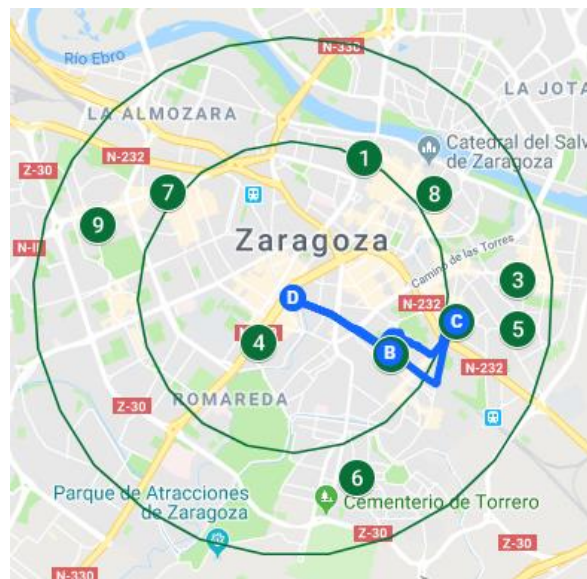 N-330
Río Ebro
LA JOTA
LA ALMOZARA
N-232
1
Catedral del Salv
de Zaragoza
Z-30
7
8
9
N-II
Zaragoza
Camino de las Torres
3
D
N-232
C
5
N-232
4
B
N-232
ROMAREDA
Z-30
6
Parque de Atracciones
de Zaragoza
Cementerio de Torrero
Z-30
N-330